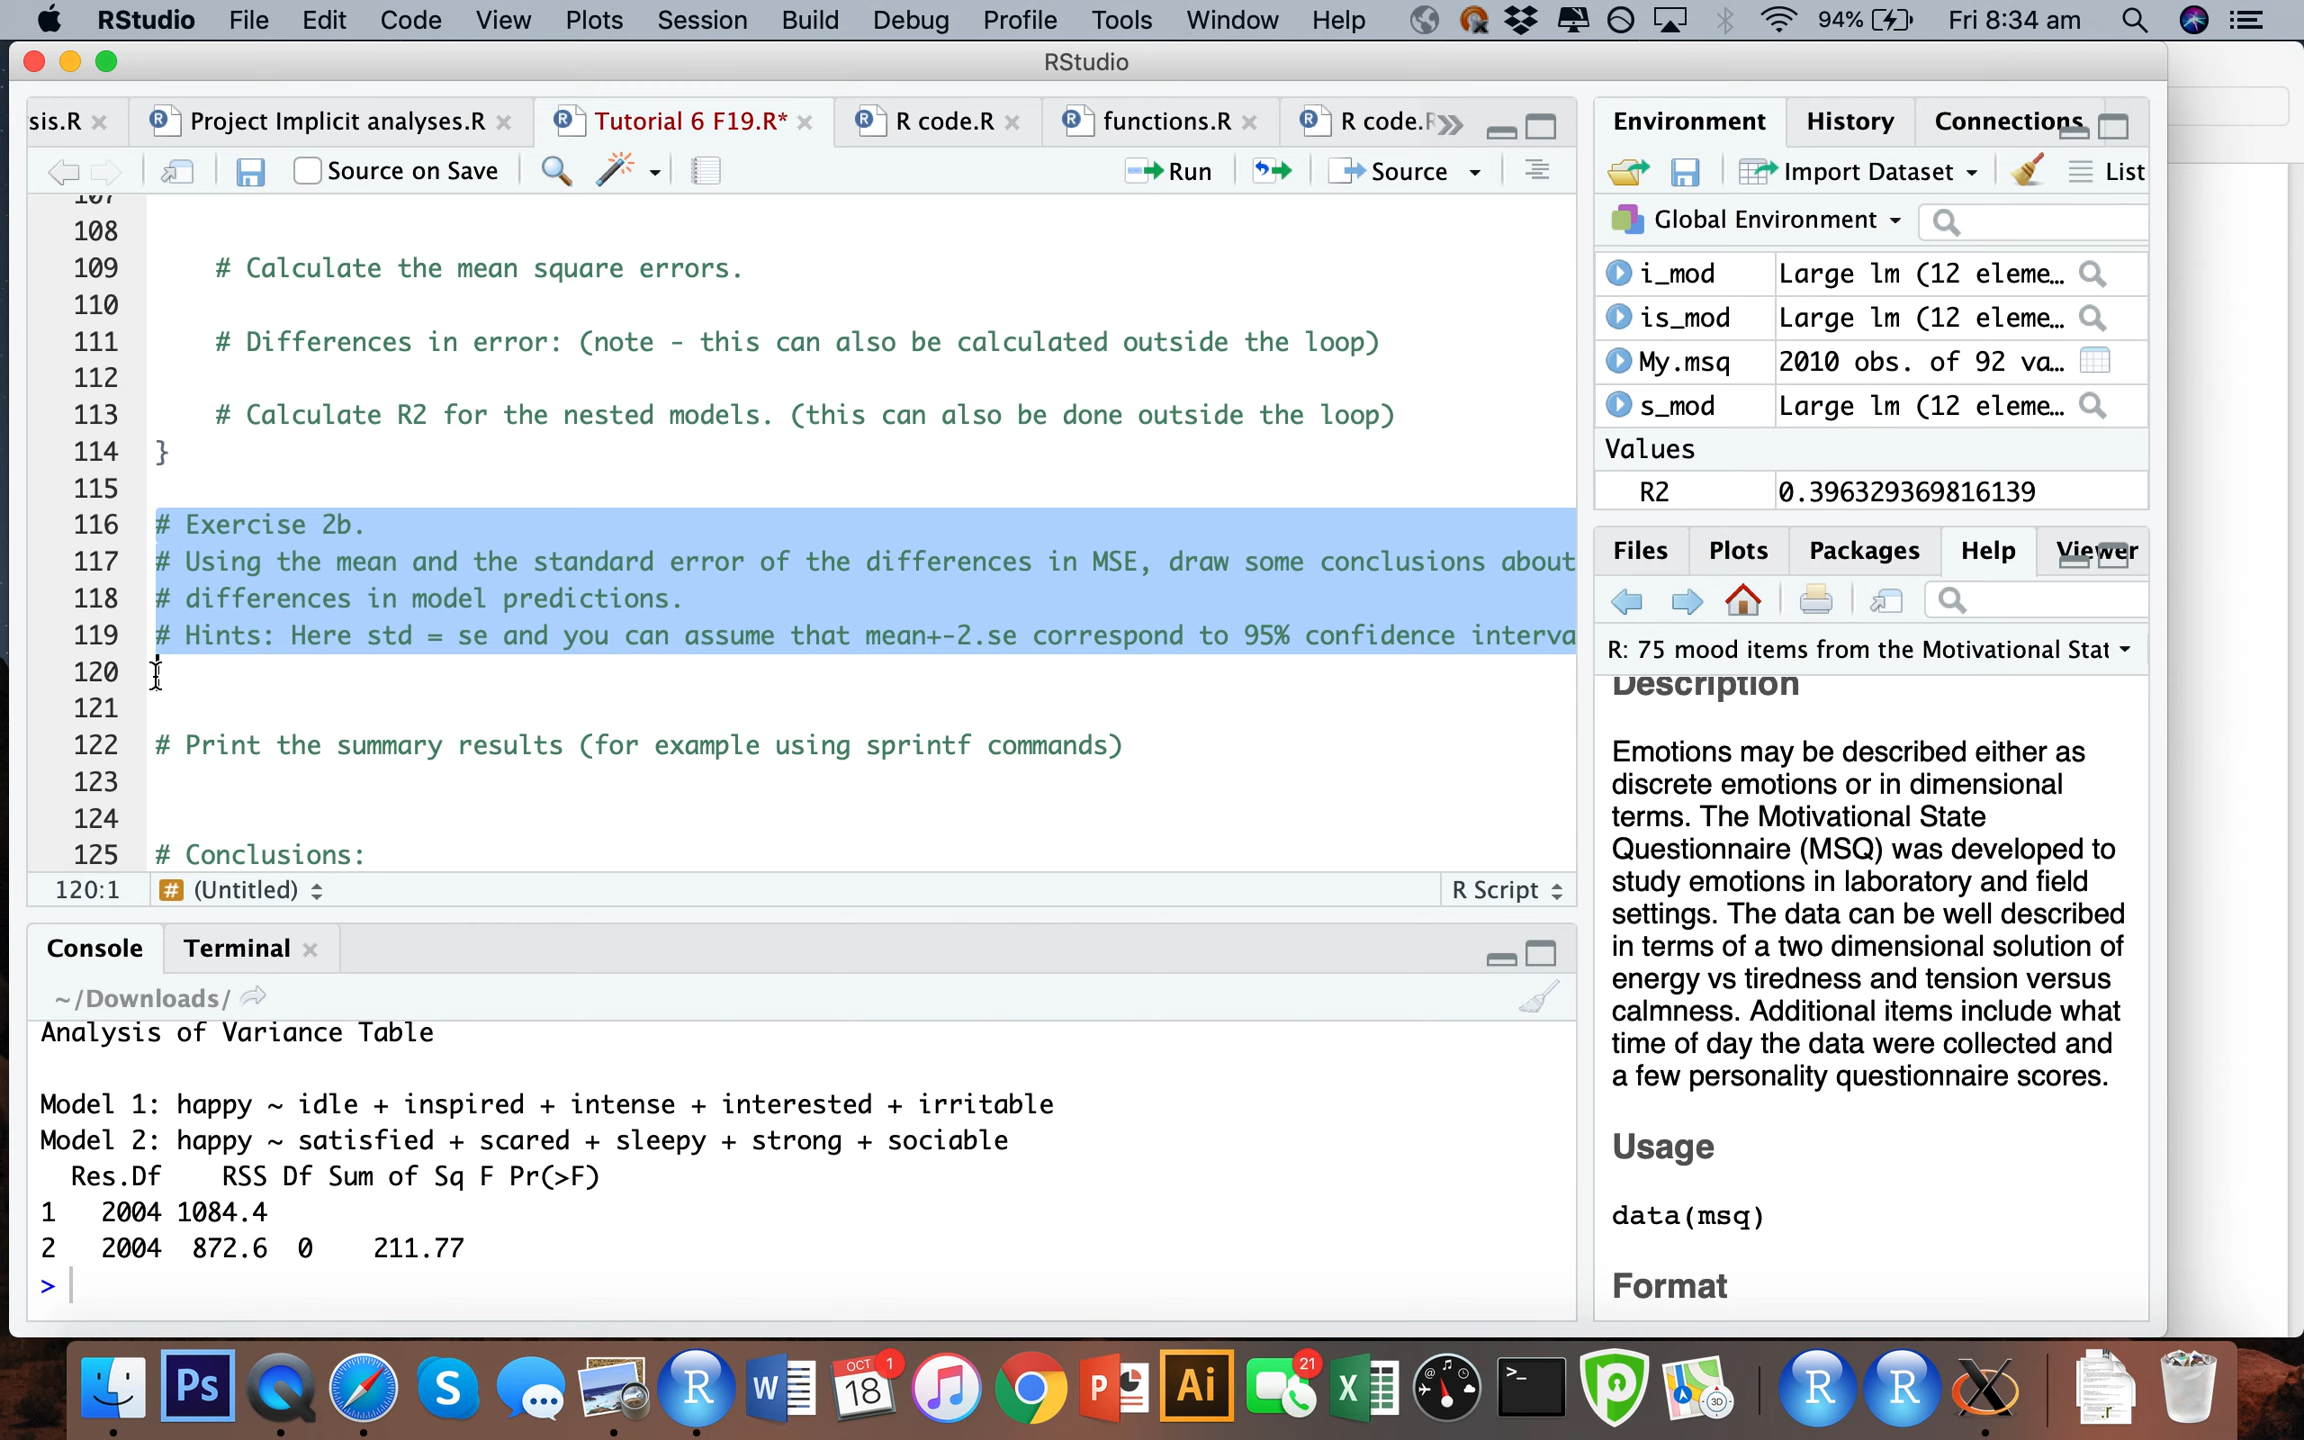 RStudio File Edit Code View Plots Session Build Debug Profile Tools Window Help 94% Fri 8:34 am
RStudio
sis.R Project Implicit analyses.R Tutorial 6 F19.R* R code.R functions.R R code.R
Source on Save Run Source
107
108
109 # Calculate the mean square errors.
110
111 # Differences in error: (note - this can also be calculated outside the loop)
112
113 # Calculate R2 for the nested models. (this can also be done outside the loop)
114 }
115
116 # Exercise 2b.
117 # Using the mean and the standard error of the differences in MSE, draw some conclusions about
118 # differences in model predictions.
119 # Hints: Here std = se and you can assume that mean+-2.se correspond to 95% confidence interva
120
121
122 # Print the summary results (for example using sprintf commands)
123
124
125 # Conclusions:
120:1 # (Untitled) R Script
Console Terminal
~/Downloads/
Analysis of Variance Table
Model 1: happy ~ idle + inspired + intense + interested + irritable
Model 2: happy ~ satisfied + scared + sleepy + strong + sociable
Res.Df RSS Df Sum of Sq F Pr(>F)
1 2004 1084.4
2 2004 872.6 0 211.77
>
Environment History Connections
Import Dataset List
Global Environment
i_mod Large lm (12 eleme…
is_mod Large lm (12 eleme…
My.msq 2010 obs. of 92 va…
s_mod Large lm (12 eleme…
Values
R2 0.396329369816139
Files Plots Packages Help Viewer
R: 75 mood items from the Motivational Stat
Description
Emotions may be described either as
discrete emotions or in dimensional
terms. The Motivational State
Questionnaire (MSQ) was developed to
study emotions in laboratory and field
settings. The data can be well described
in terms of a two dimensional solution of
energy vs tiredness and tension versus
calmness. Additional items include what
time of day the data were collected and
a few personality questionnaire scores.
Usage
data(msq)
Format
Ps S R W OCT 18 1 P Ai 21 X >_ 3D R R X .r